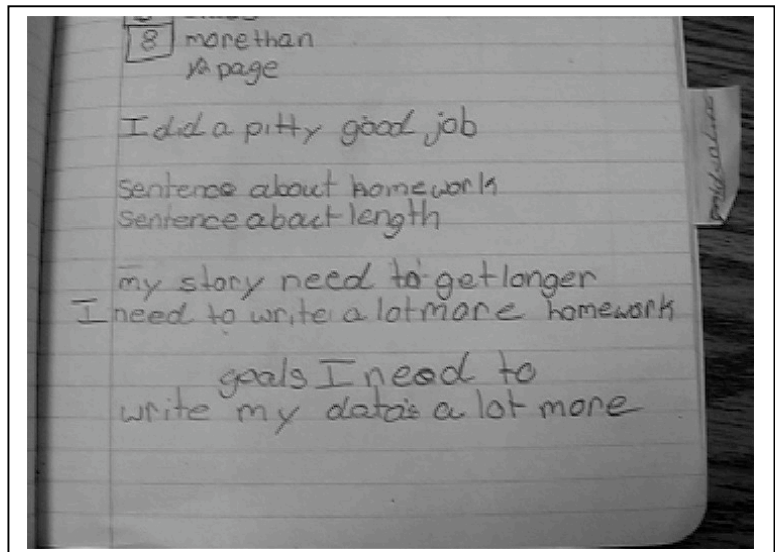 8 more than
½ page
I did a pitty good job
sentence about homework
sentence about length
my story need to get longer
I need to write a lot more homework
goals I need to
write my data's a lot more